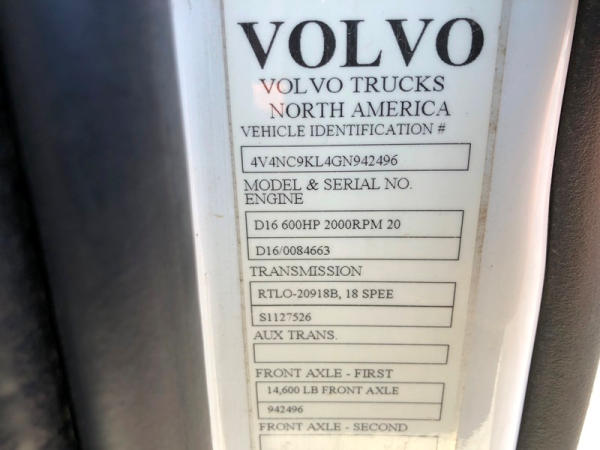 VOLVO
VOLVO TRUCKS
NORTH AMERICA
VEHICLE IDENTIFICATION #
4V4NC9KL4GN942496
MODEL & SERIAL NO.
ENGINE
D16 600HP 2000RPM 20
D16/0084663
TRANSMISSION
RTLO-20918B, 18 SPEE
S1127526
AUX TRANS.
FRONT AXLE - FIRST
14,600 LB FRONT AXLE
942496
FRONT AXLE - SECOND